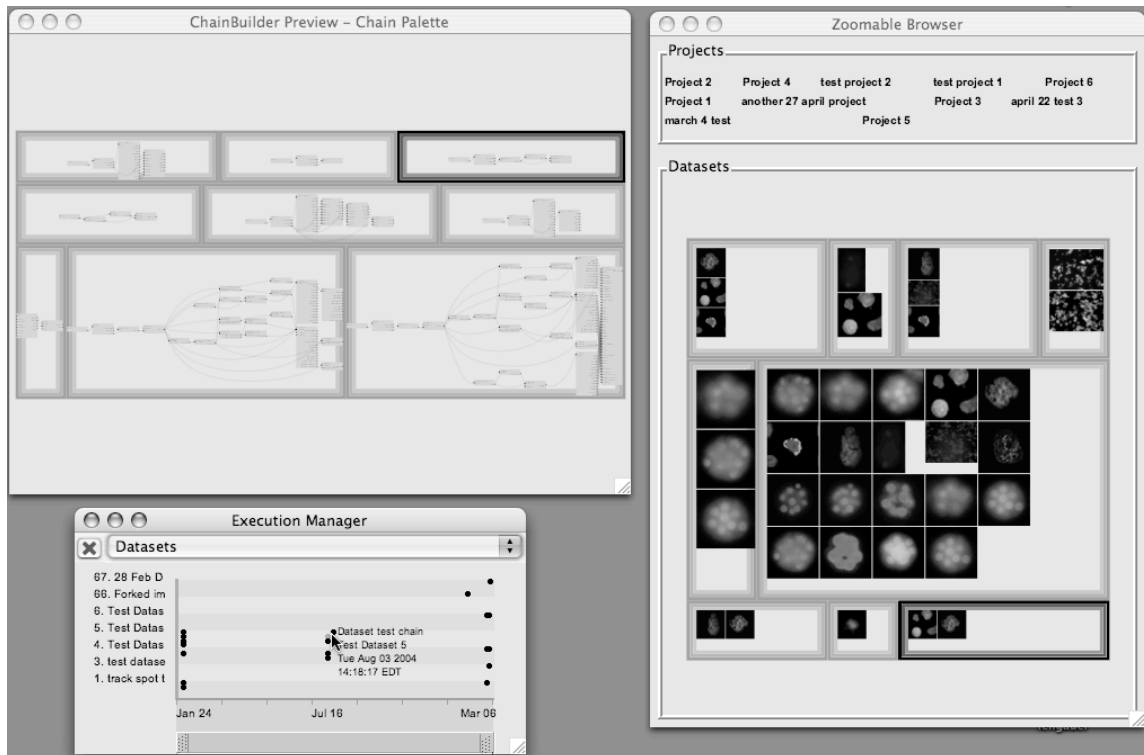 ChainBuilder Preview – Chain Palette
Zoomable Browser
Projects
Project 2 Project 4 test project 2 test project 1 Project 6
Project 1 another 27 april project Project 3 april 22 test 3
march 4 test Project 5
Datasets
Execution Manager
Datasets
67. 28 Feb D
66. Forked im
6. Test Datas
5. Test Datas
4. Test Datas
3. test datase
1. track spot t
Dataset test chain
Test Dataset 5
Tue Aug 03 2004
14:18:17 EDT
Jan 24 Jul 16 Mar 06